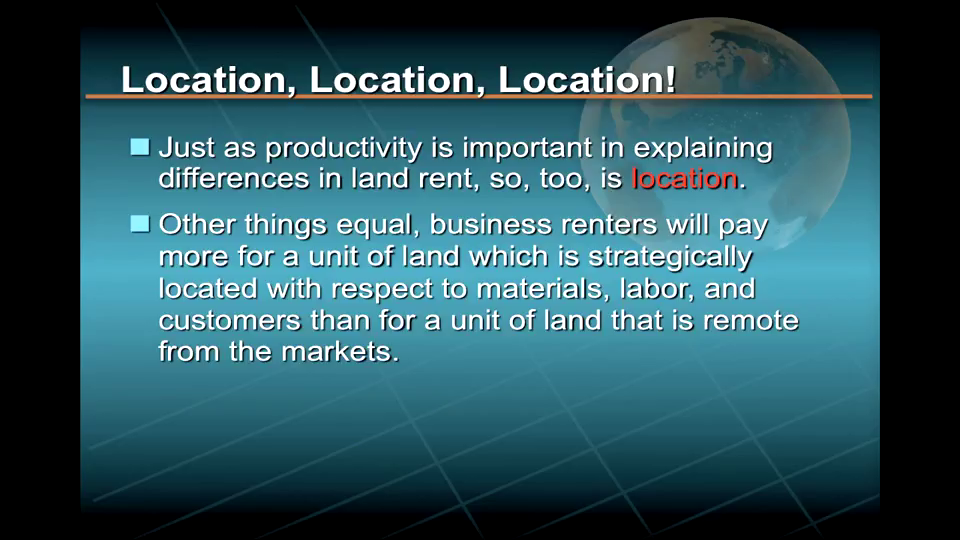 Location, Location, Location!
Just as productivity is important in explaining
differences in land rent, so, too, is location.
Other things equal, business renters will pay
more for a unit of land which is strategically
located with respect to materials, labor, and
customers than for a unit of land that is remote
from the markets.